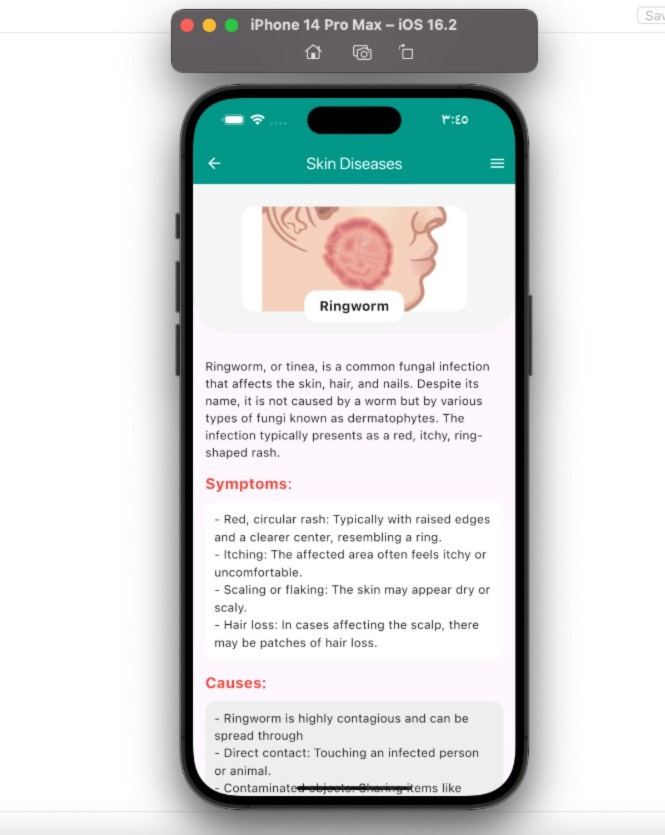 Sav
iPhone 14 Pro Max – iOS 16.2
٣:٤٥
Skin Diseases
Ringworm
Ringworm, or tinea, is a common fungal infection
that affects the skin, hair, and nails. Despite its
name, it is not caused by a worm but by various
types of fungi known as dermatophytes. The
infection typically presents as a red, itchy, ring-
shaped rash.
Symptoms:
- Red, circular rash: Typically with raised edges
and a clearer center, resembling a ring.
- Itching: The affected area often feels itchy or
uncomfortable.
- Scaling or flaking: The skin may appear dry or
scaly.
- Hair loss: In cases affecting the scalp, there
may be patches of hair loss.
Causes:
- Ringworm is highly contagious and can be
spread through
- Direct contact: Touching an infected person
or animal.
- Contaminated objects: Sharing items like